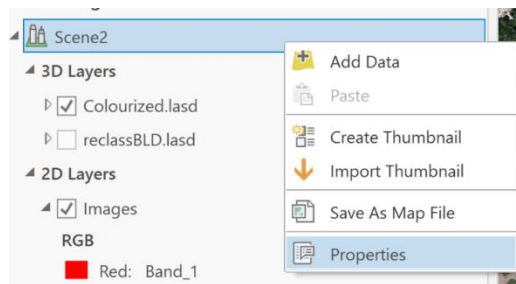 Scene2
3D Layers
Colourized.lasd
reclassBLD.lasd
2D Layers
Images
RGB
Red: Band_1
Add Data
Paste
Create Thumbnail
Import Thumbnail
Save As Map File
Properties